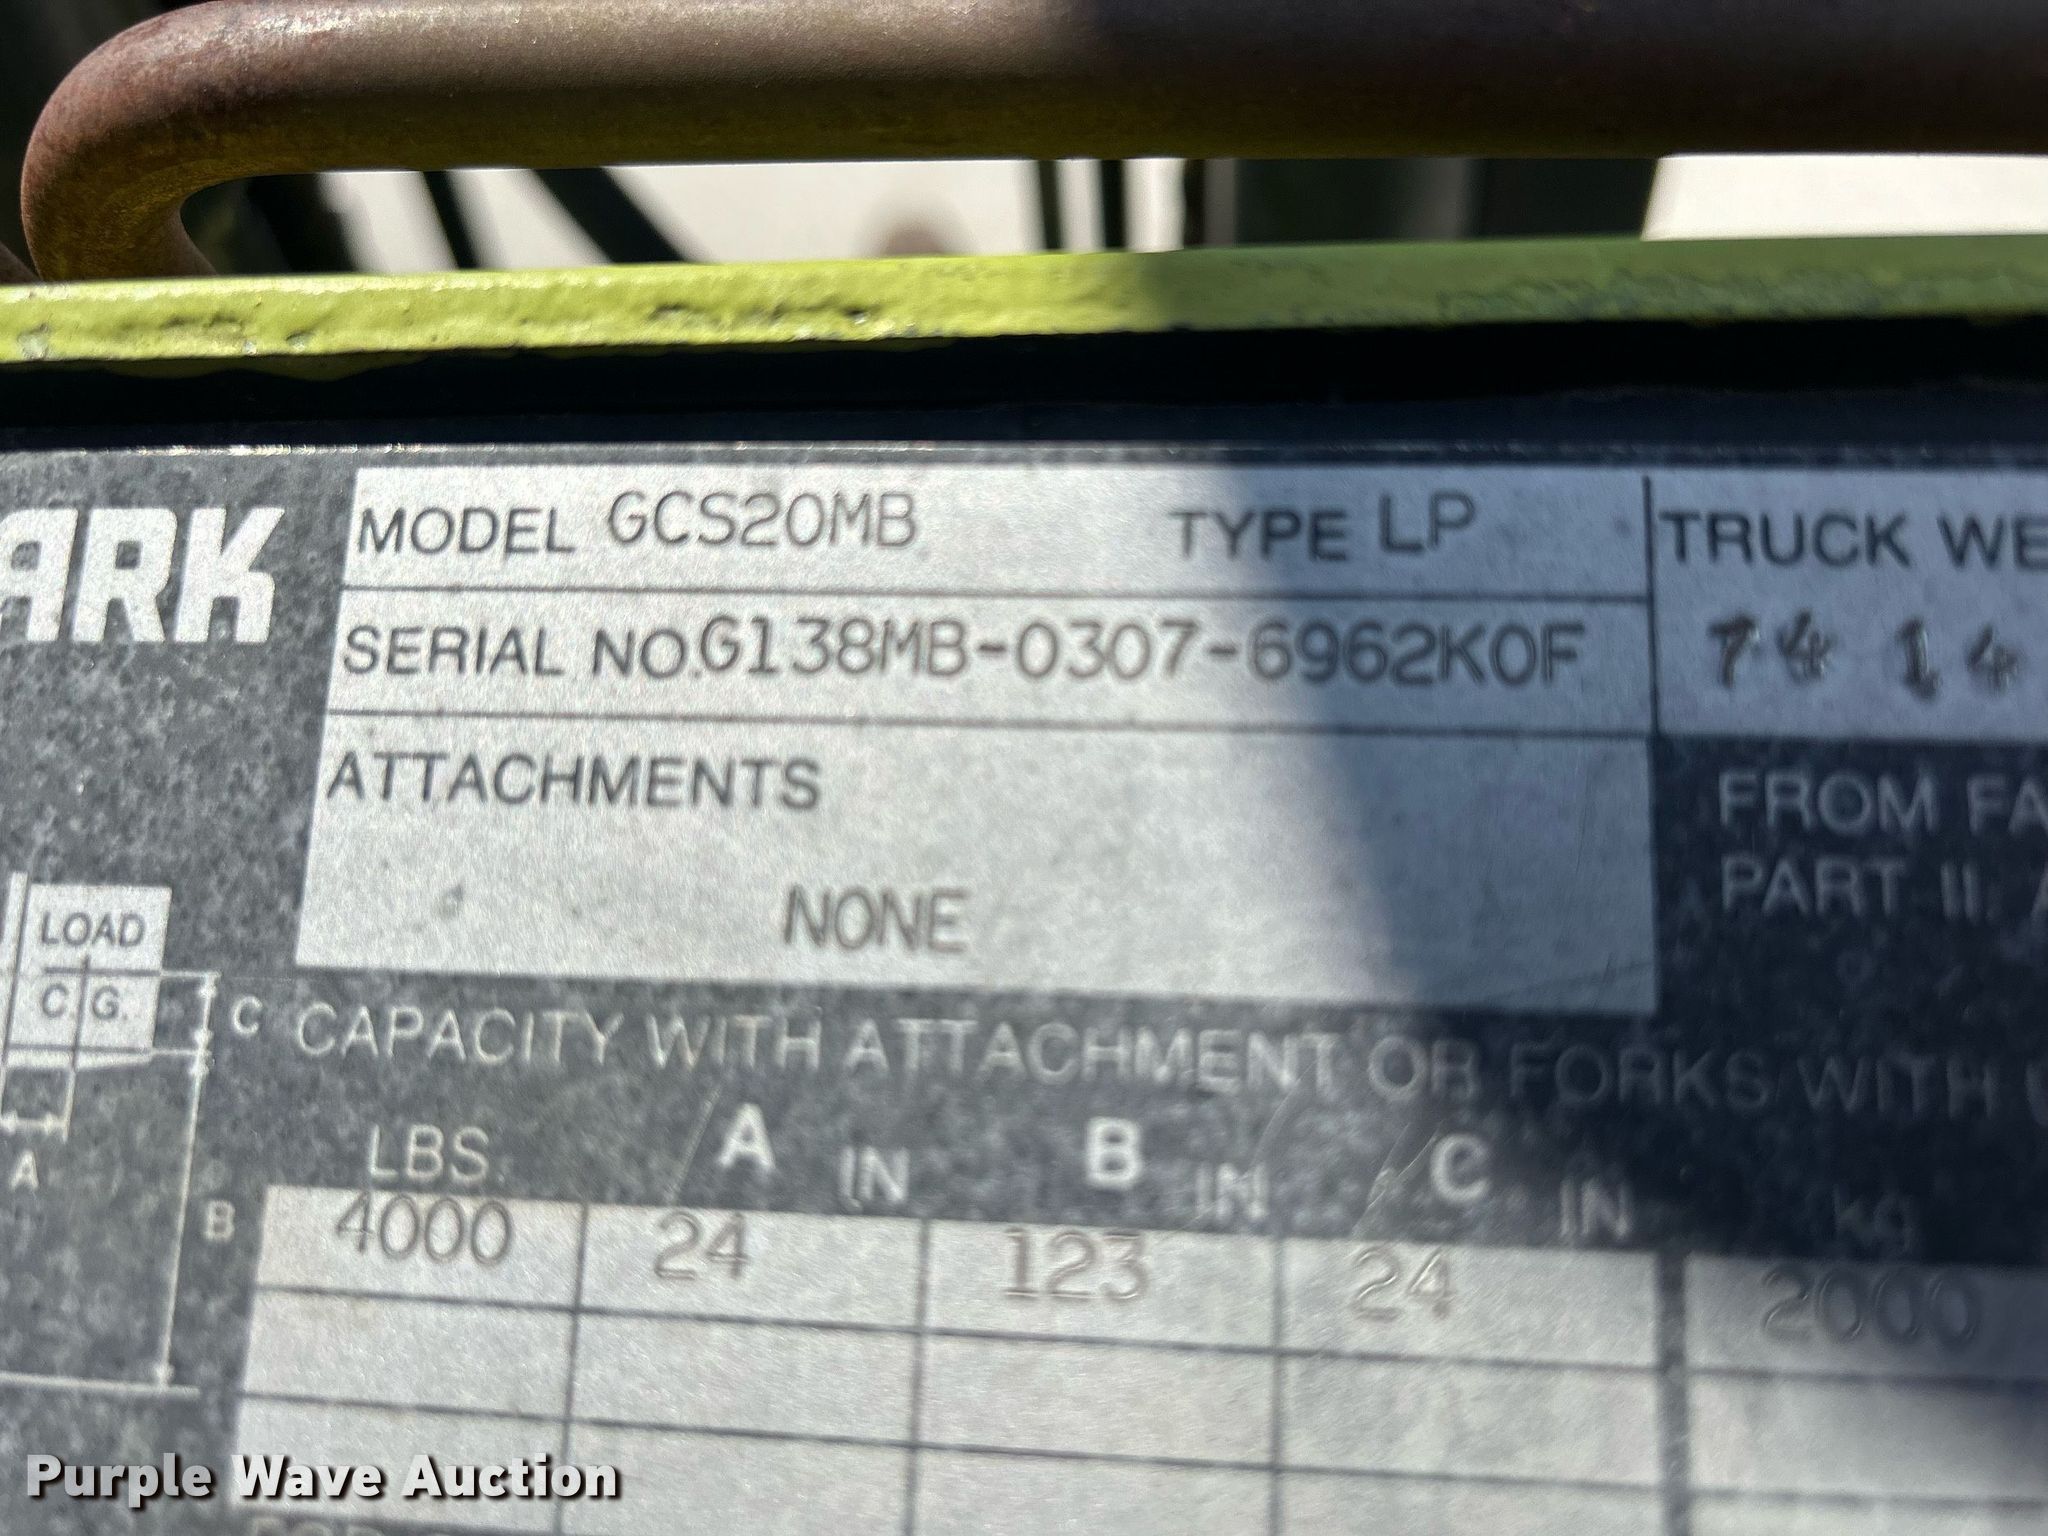 ARK
MODEL GCS20MB TYPE LP TRUCK WE
SERIAL NO. G138MB-0307-6962KOF 7414
ATTACHMENTS
NONE
FROM FA
PART II. A
LOAD
C.G.
C
A
B
CAPACITY WITH ATTACHMENT OR FORKS WITH
LBS. A IN B IN C IN kg
4000 24 123 24 2000
Purple Wave Auction